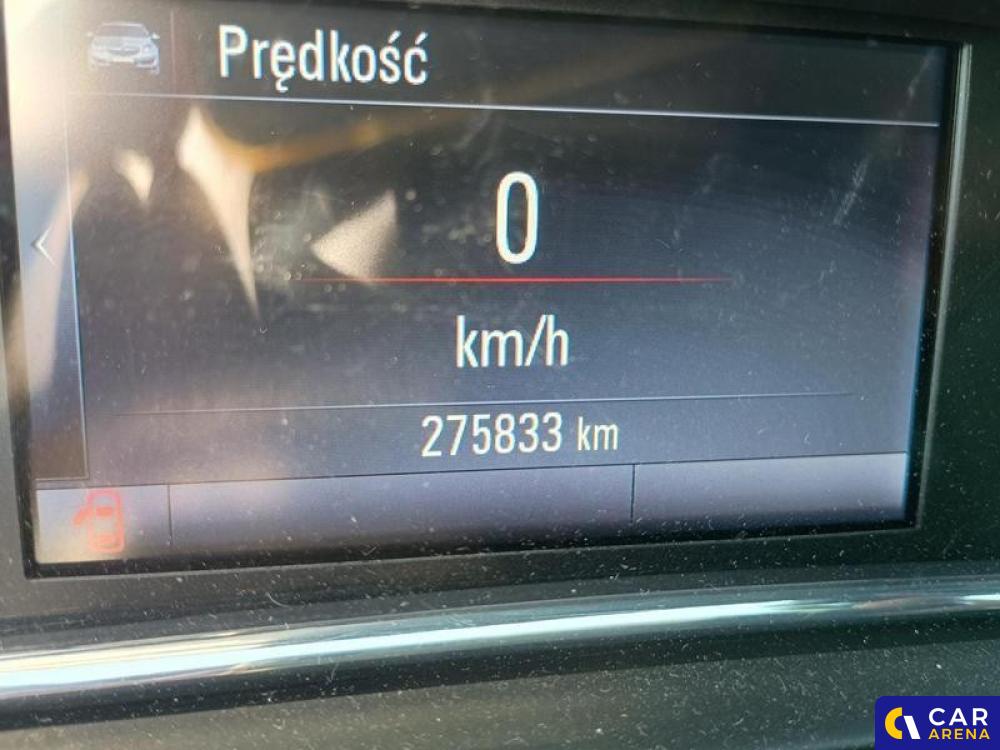 Prędkość
0
km/h
275833 km
CAR
ARENA